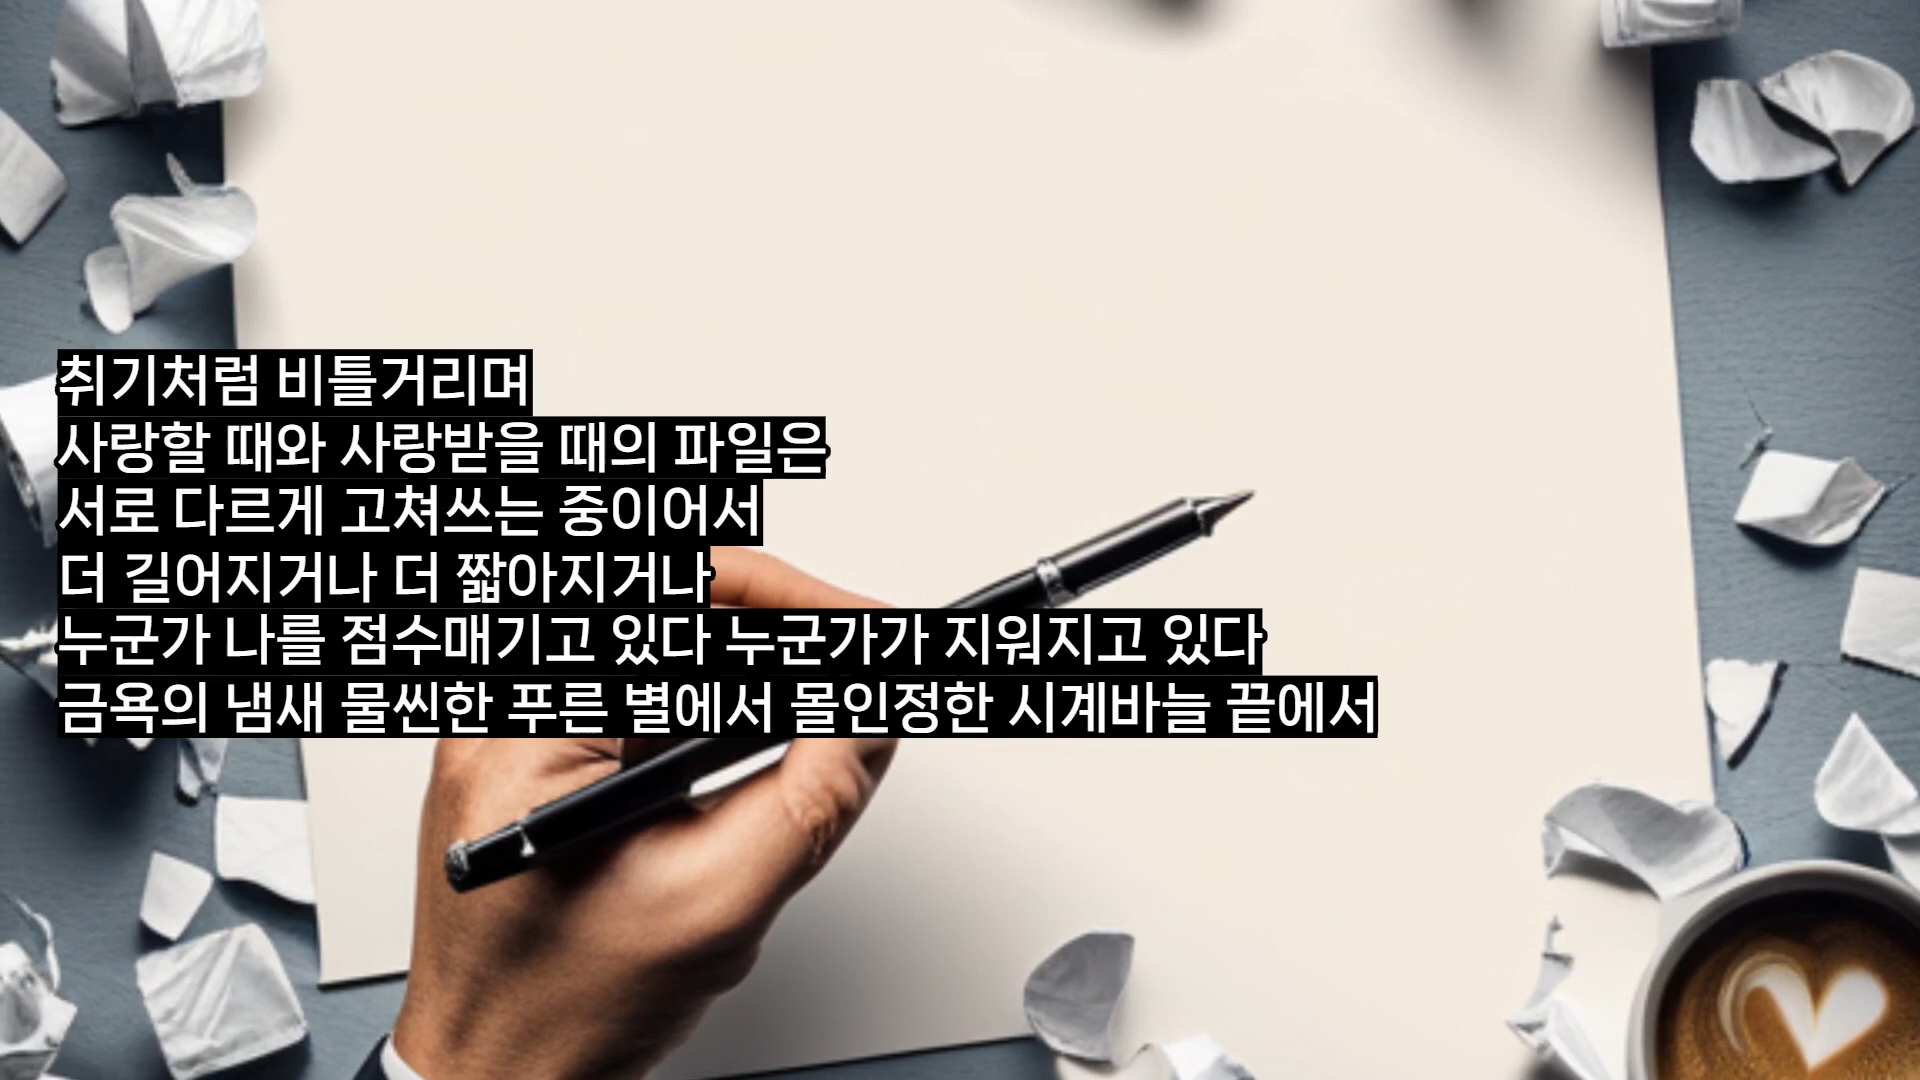 취기처럼 비틀거리며
사랑할 때와 사랑받을 때의 파일은
서로 다르게 고쳐쓰는 중이어서
더 길어지거나 더 짧아지거나
누군가 나를 점수매기고 있다 누군가가 지워지고 있다
금욕의 냄새 물씬한 푸른 별에서 몰인정한 시계바늘 끝에서